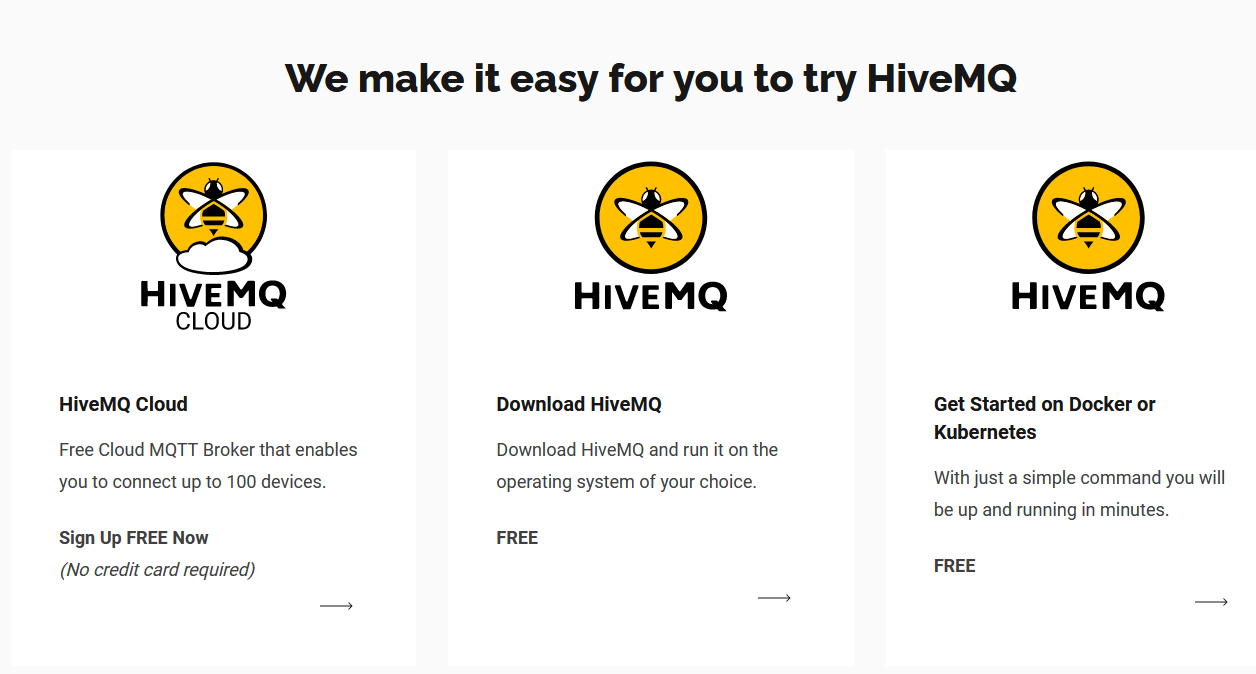 We make it easy for you to try HiveMQ
HIVEMQ
CLOUD
HiveMQ Cloud
Free Cloud MQTT Broker that enables
you to connect up to 100 devices.
Sign Up FREE Now
(No credit card required)
HIVEMQ
Download HiveMQ
Download HiveMQ and run it on the
operating system of your choice.
FREE
HIVEMQ
Get Started on Docker or
Kubernetes
With just a simple command you will
be up and running in minutes.
FREE